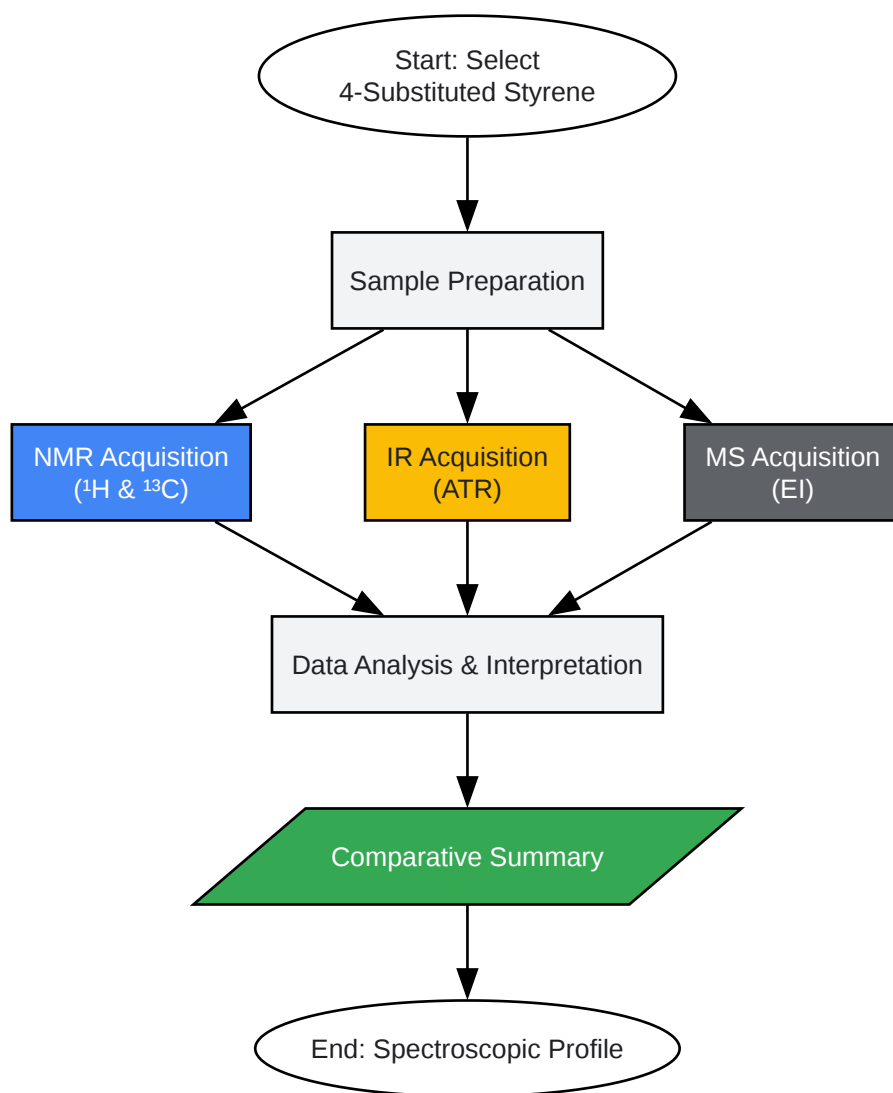 Start: Select
4-Substituted Styrene
Sample Preparation
NMR Acquisition
(¹H & ¹³C)
IR Acquisition
(ATR)
MS Acquisition
(EI)
Data Analysis & Interpretation
Comparative Summary
End: Spectroscopic Profile